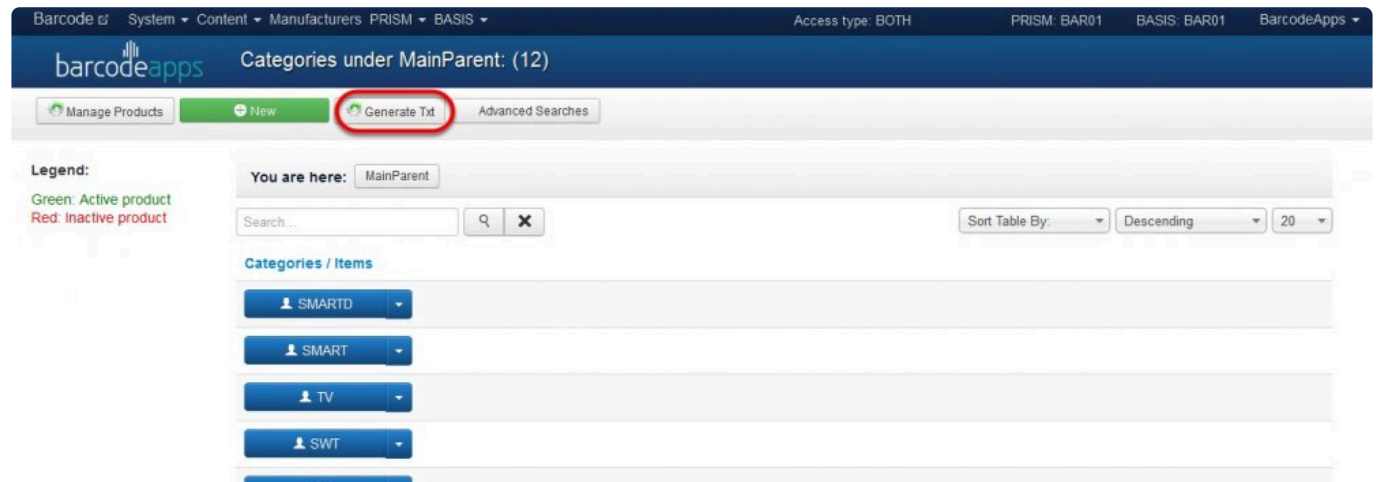 Barcode System Content Manufacturers PRISM BASIS Access type: BOTH PRISM: BAR01 BASIS: BAR01 BarcodeApps
barcodeapps Categories under MainParent: (12)
Manage Products New Generate Txt Advanced Searches
Legend:
Green: Active product
Red: Inactive product
You are here: MainParent
Search... Sort Table By: Descending 20
Categories / Items
SMARTD
SMART
TV
SWT